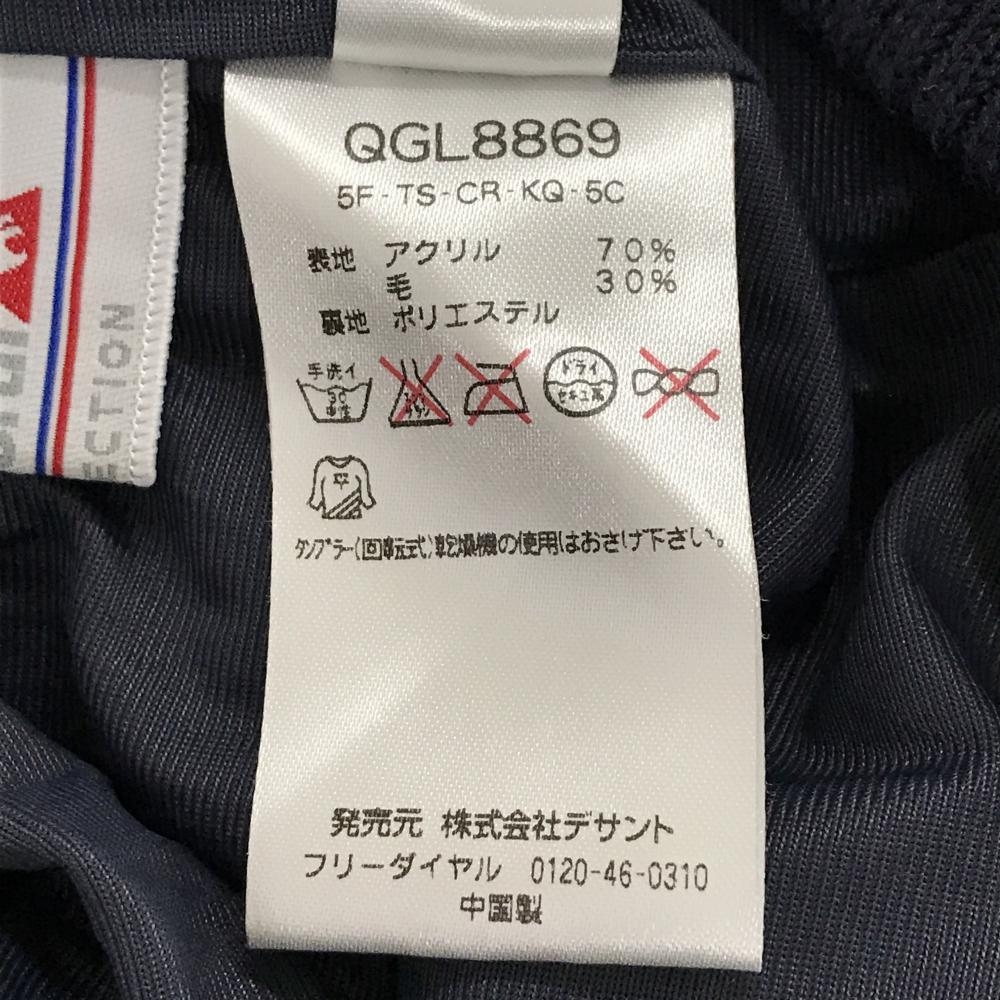 QGL8869
5F-TS-CR-KQ-5C
表地 アクリル 70%
毛 30%
裏地 ポリエステル
手洗イ
30
中性
ドライ
セキユ系
タンブラー(回転式)乾燥機の使用はおさけ下さい。
発売元 株式会社デサント
フリーダイヤル 0120-46-0310
中国製
ECTION